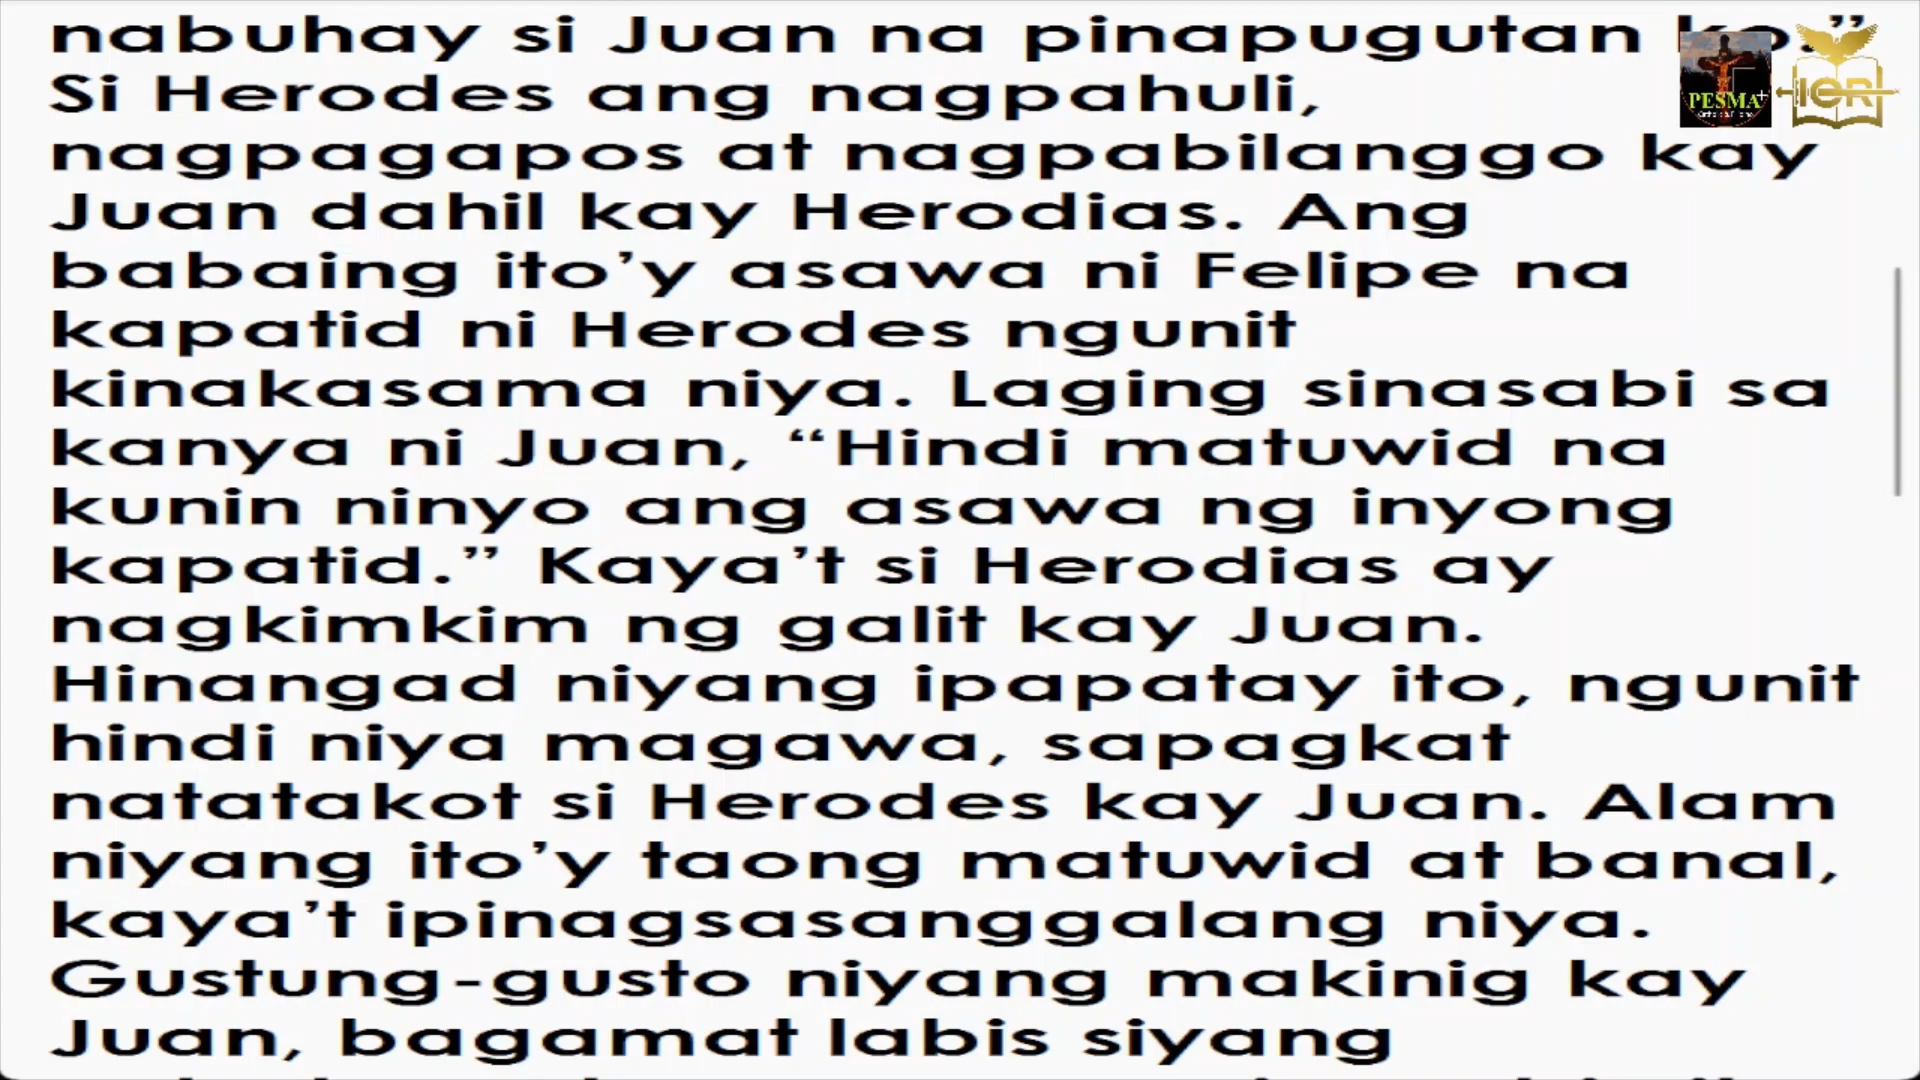 nabuhay si Juan na pinapugutan ko.”
Si Herodes ang nagpahuli,
nagpagapos at nagpabilanggo kay
Juan dahil kay Herodias. Ang
babaing ito’y asawa ni Felipe na
kapatid ni Herodes ngunit
kinakasama niya. Laging sinasabi sa
kanya ni Juan, “Hindi matuwid na
kunin ninyo ang asawa ng inyong
kapatid.” Kaya’t si Herodias ay
nagkimkim ng galit kay Juan.
Hinangad niyang ipapatay ito, ngunit
hindi niya magawa, sapagkat
natatakot si Herodes kay Juan. Alam
niyang ito’y taong matuwid at banal,
kaya’t ipinagsasanggalang niya.
Gustung-gusto niyang makinig kay
Juan, bagamat labis siyang
PESMA+